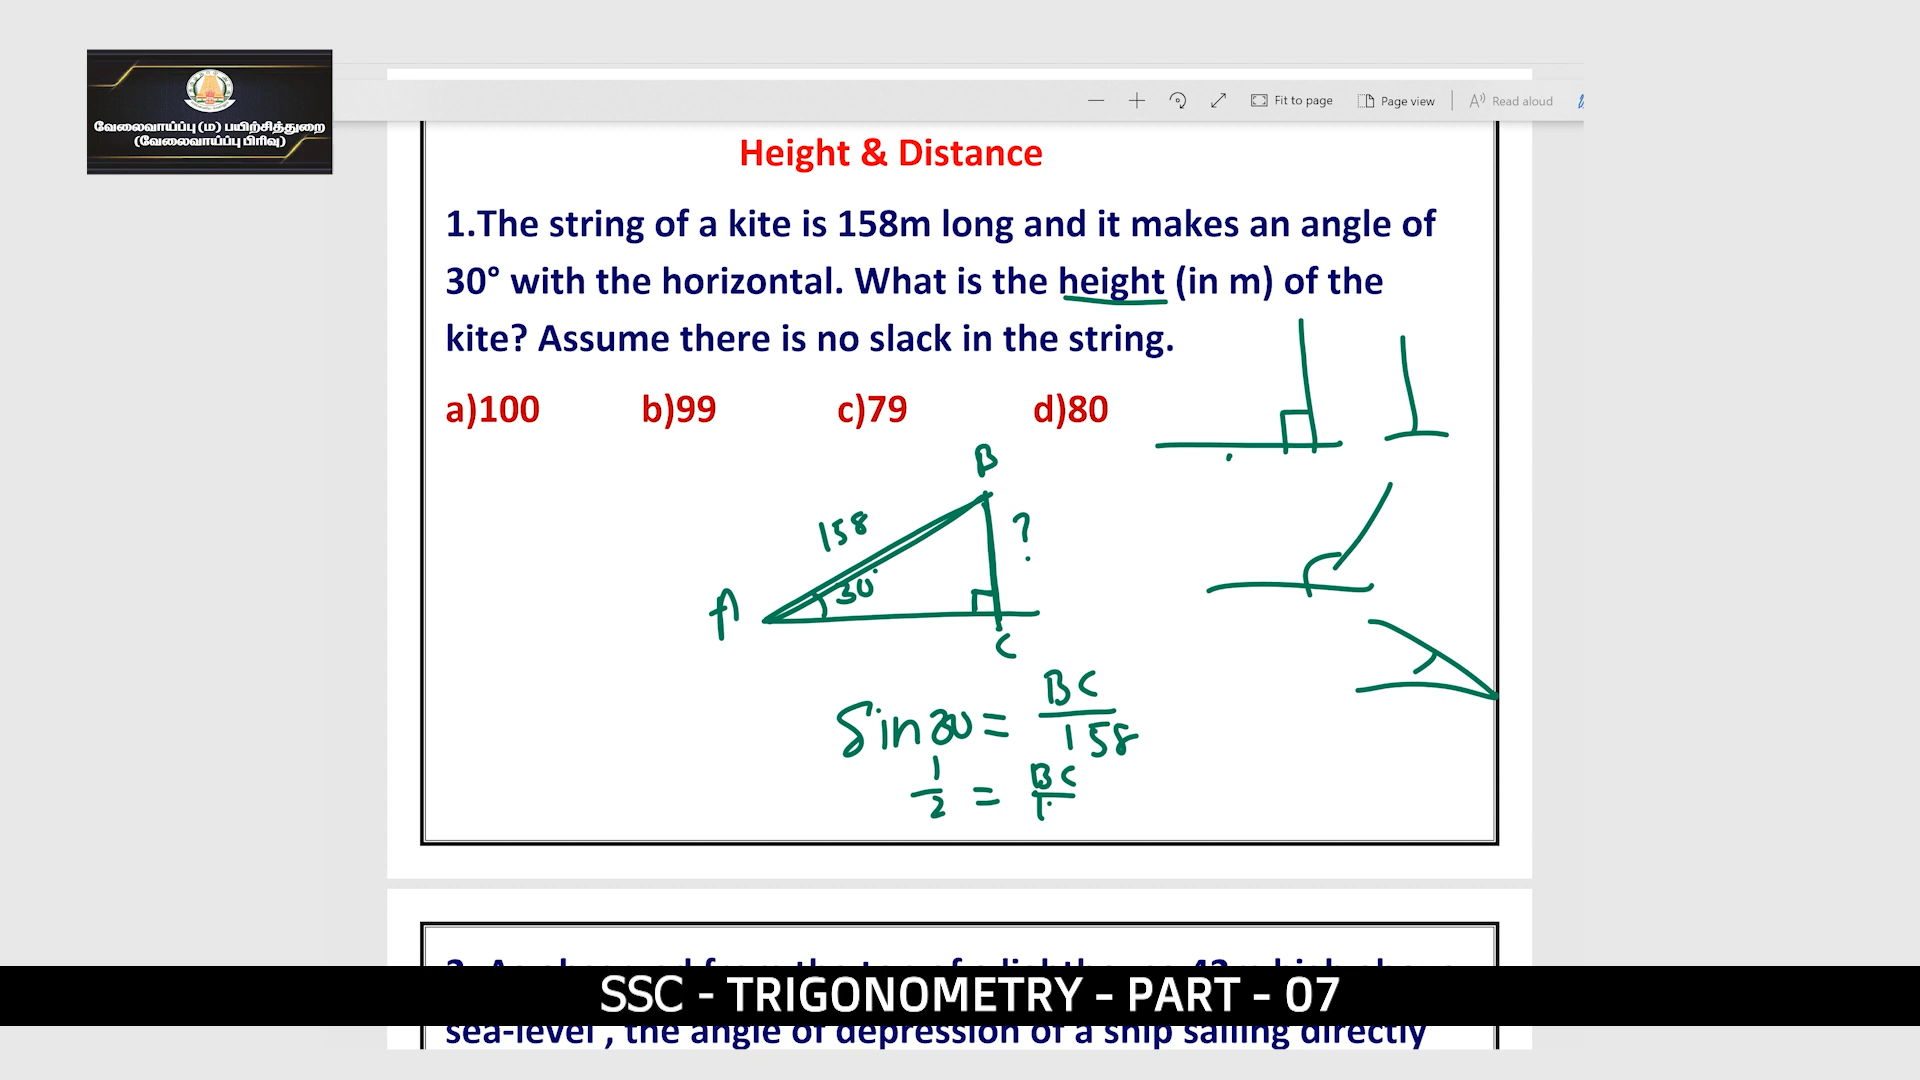 வேலைவாய்ப்பு (ம) பயிற்சித்துறை
(வேலைவாய்ப்பு பிரிவு)
Fit to page
Page view
Read aloud
Height & Distance
1.The string of a kite is 158m long and it makes an angle of
30° with the horizontal. What is the height (in m) of the
kite? Assume there is no slack in the string.
a)100 b)99 c)79 d)80
B
158
?
30°
A
C
Sin 30 = BC/158
1/2 = BC/1
SSC - TRIGONOMETRY - PART - 07
sea-level , the angle of depression of a ship sailing directly